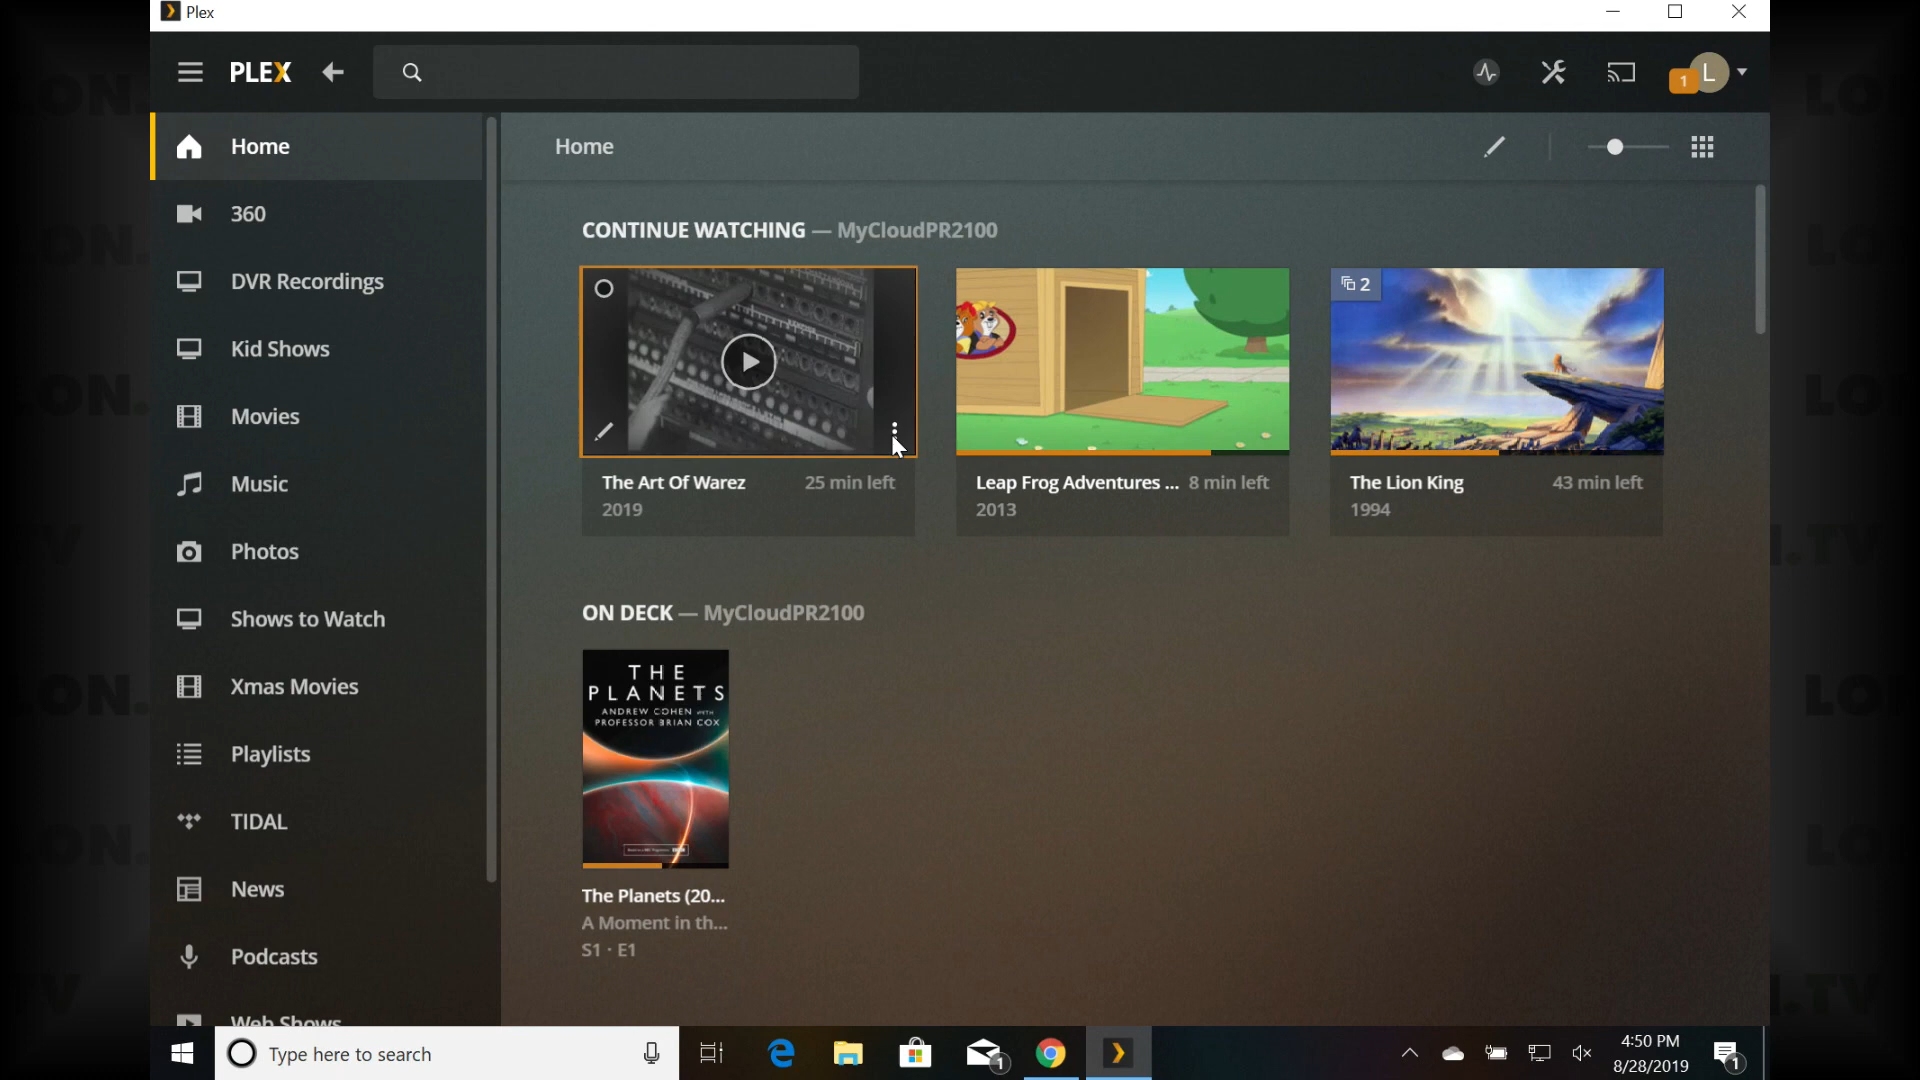 Plex
PLEX
1
L
Home
360
DVR Recordings
Kid Shows
Movies
Music
Photos
Shows to Watch
Xmas Movies
Playlists
TIDAL
News
Podcasts
Web Shows
Home
CONTINUE WATCHING — MyCloudPR2100
The Art Of Warez 25 min left
2019
Leap Frog Adventures ... 8 min left
2013
2
The Lion King 43 min left
1994
ON DECK — MyCloudPR2100
THE
PLANETS
ANDREW COHEN WITH
PROFESSOR BRIAN COX
The Planets (20...
A Moment in th...
S1 · E1
Type here to search
1
4:50 PM
8/28/2019
1